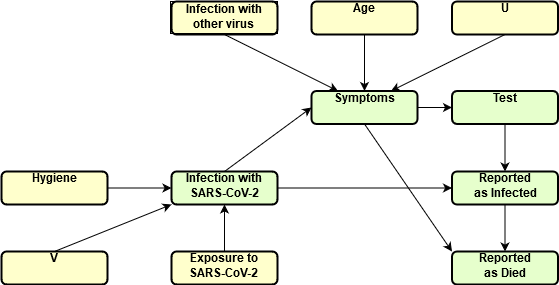 Infection with
other virus
Age
U
Symptoms
Test
Hygiene
Infection with
SARS-CoV-2
Reported
as Infected
V
Exposure to
SARS-CoV-2
Reported
as Died